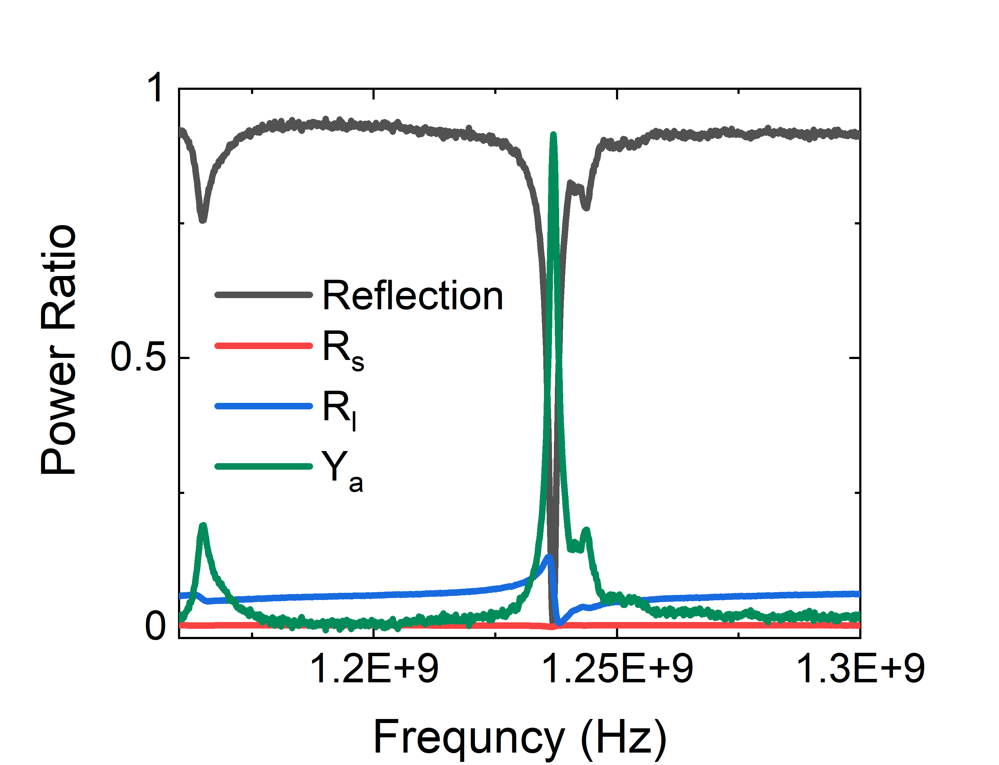 1
0.5
0
Power Ratio
Reflection
Rs
Rl
Ya
1.2E+9 1.25E+9 1.3E+9
Frequncy (Hz)